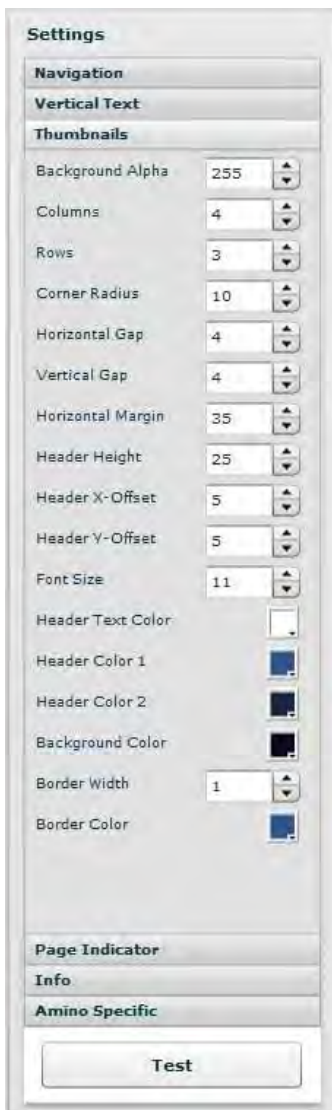 Settings
Navigation
Vertical Text
Thumbnails
Background Alpha 255
Columns 4
Rows 3
Corner Radius 10
Horizontal Gap 4
Vertical Gap 4
Horizontal Margin 35
Header Height 25
Header X-Offset 5
Header Y-Offset 5
Font Size 11
Header Text Color
Header Color 1
Header Color 2
Background Color
Border Width 1
Border Color
Page Indicator
Info
Amino Specific
Test